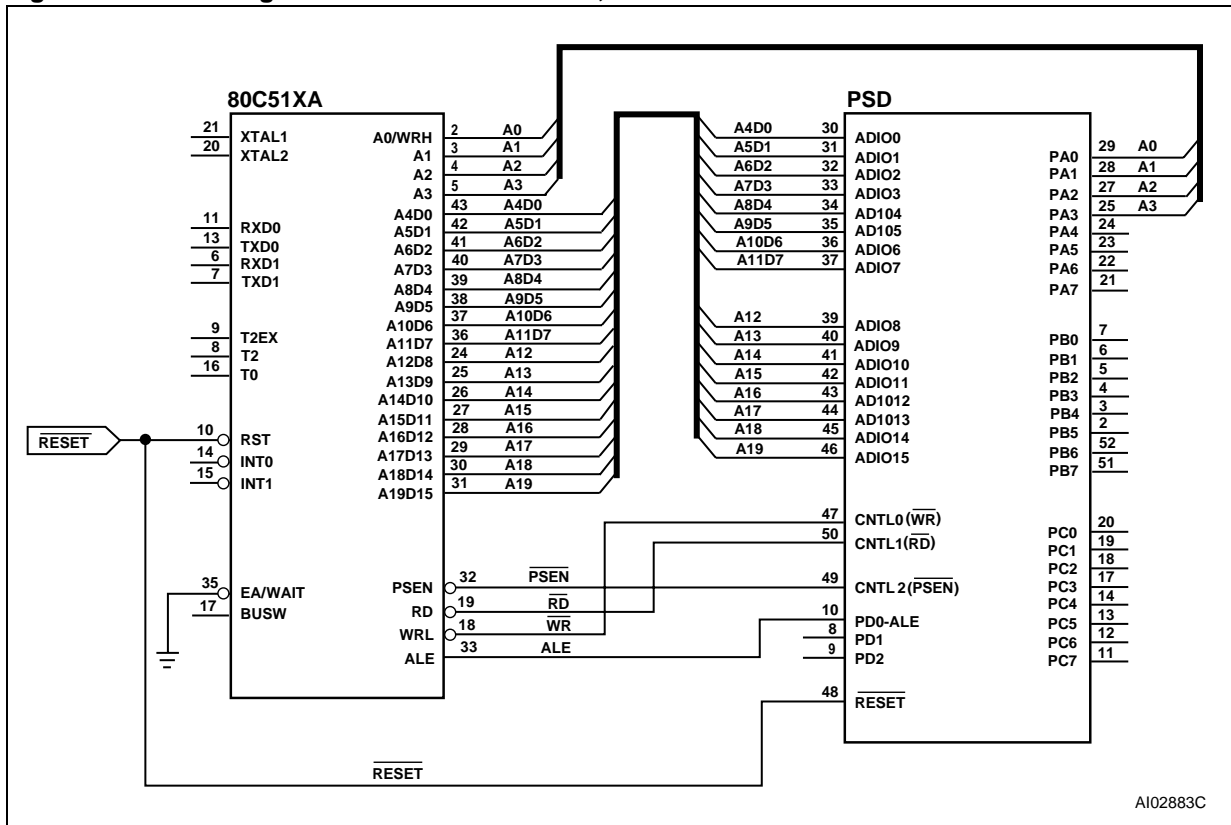 80C51XA
21 XTAL1
20 XTAL2
11 RXD0
13 TXD0
6 RXD1
7 TXD1
9 T2EX
8 T2
16 T0
RESET
10 RST
14 INT0
15 INT1
35 EA/WAIT
17 BUSW
A0/WRH 2 A0
A1 3 A1
A2 4 A2
A3 5 A3
A4D0 43 A4D0
A5D1 42 A5D1
A6D2 41 A6D2
A7D3 40 A7D3
A8D4 39 A8D4
A9D5 38 A9D5
A10D6 37 A10D6
A11D7 36 A11D7
A12D8 24 A12
A13D9 25 A13
A14D10 26 A14
A15D11 27 A15
A16D12 28 A16
A17D13 29 A17
A18D14 30 A18
A19D15 31 A19
PSEN 32 PSEN
RD 19 RD
WRL 18 WR
ALE 33 ALE
RESET
PSD
A4D0 30 ADIO0
A5D1 31 ADIO1
A6D2 32 ADIO2
A7D3 33 ADIO3
A8D4 34 AD104
A9D5 35 AD105
A10D6 36 ADIO6
A11D7 37 ADIO7
A12 39 ADIO8
A13 40 ADIO9
A14 41 ADIO10
A15 42 ADIO11
A16 43 AD1012
A17 44 AD1013
A18 45 ADIO14
A19 46 ADIO15
47 CNTL0(WR)
50 CNTL1(RD)
49 CNTL 2(PSEN)
10 PD0-ALE
8 PD1
9 PD2
48 RESET
PA0 29 A0
PA1 28 A1
PA2 27 A2
PA3 25 A3
PA4 24
PA5 23
PA6 22
PA7 21
PB0 7
PB1 6
PB2 5
PB3 4
PB4 3
PB5 2
PB6 52
PB7 51
PC0 20
PC1 19
PC2 18
PC3 17
PC4 14
PC5 13
PC6 12
PC7 11
AI02883C